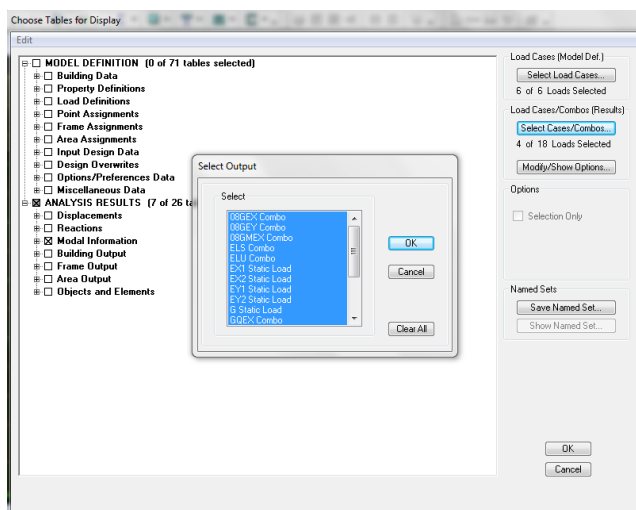 Choose Tables for Display
Edit
MODEL DEFINITION (0 of 71 tables selected)
Building Data
Property Definitions
Load Definitions
Point Assignments
Frame Assignments
Area Assignments
Input Design Data
Design Overwrites
Options/Preferences Data
Miscellaneous Data
ANALYSIS RESULTS (7 of 26 ta
Displacements
Reactions
Modal Information
Building Output
Frame Output
Area Output
Objects and Elements
Select Output
Select
08GEX Combo
08GEY Combo
08GMEX Combo
ELS Combo
ELU Combo
EX1 Static Load
EX2 Static Load
EY1 Static Load
EY2 Static Load
G Static Load
GQEX Combo
OK
Cancel
Clear All
Load Cases (Model Def.)
Select Load Cases...
6 of 6 Loads Selected
Load Cases/Combos (Results)
Select Cases/Combos...
4 of 18 Loads Selected
Modify/Show Options...
Options
Selection Only
Named Sets
Save Named Set...
Show Named Set...
OK
Cancel